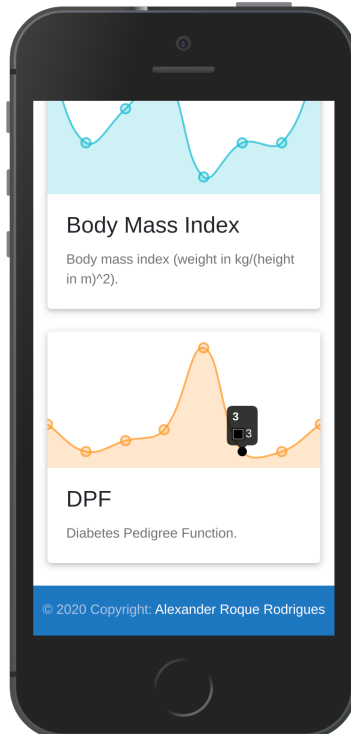 Body Mass Index
Body mass index (weight in kg/(height
in m)^2).
3
3
DPF
Diabetes Pedigree Function.
© 2020 Copyright: Alexander Roque Rodrigues